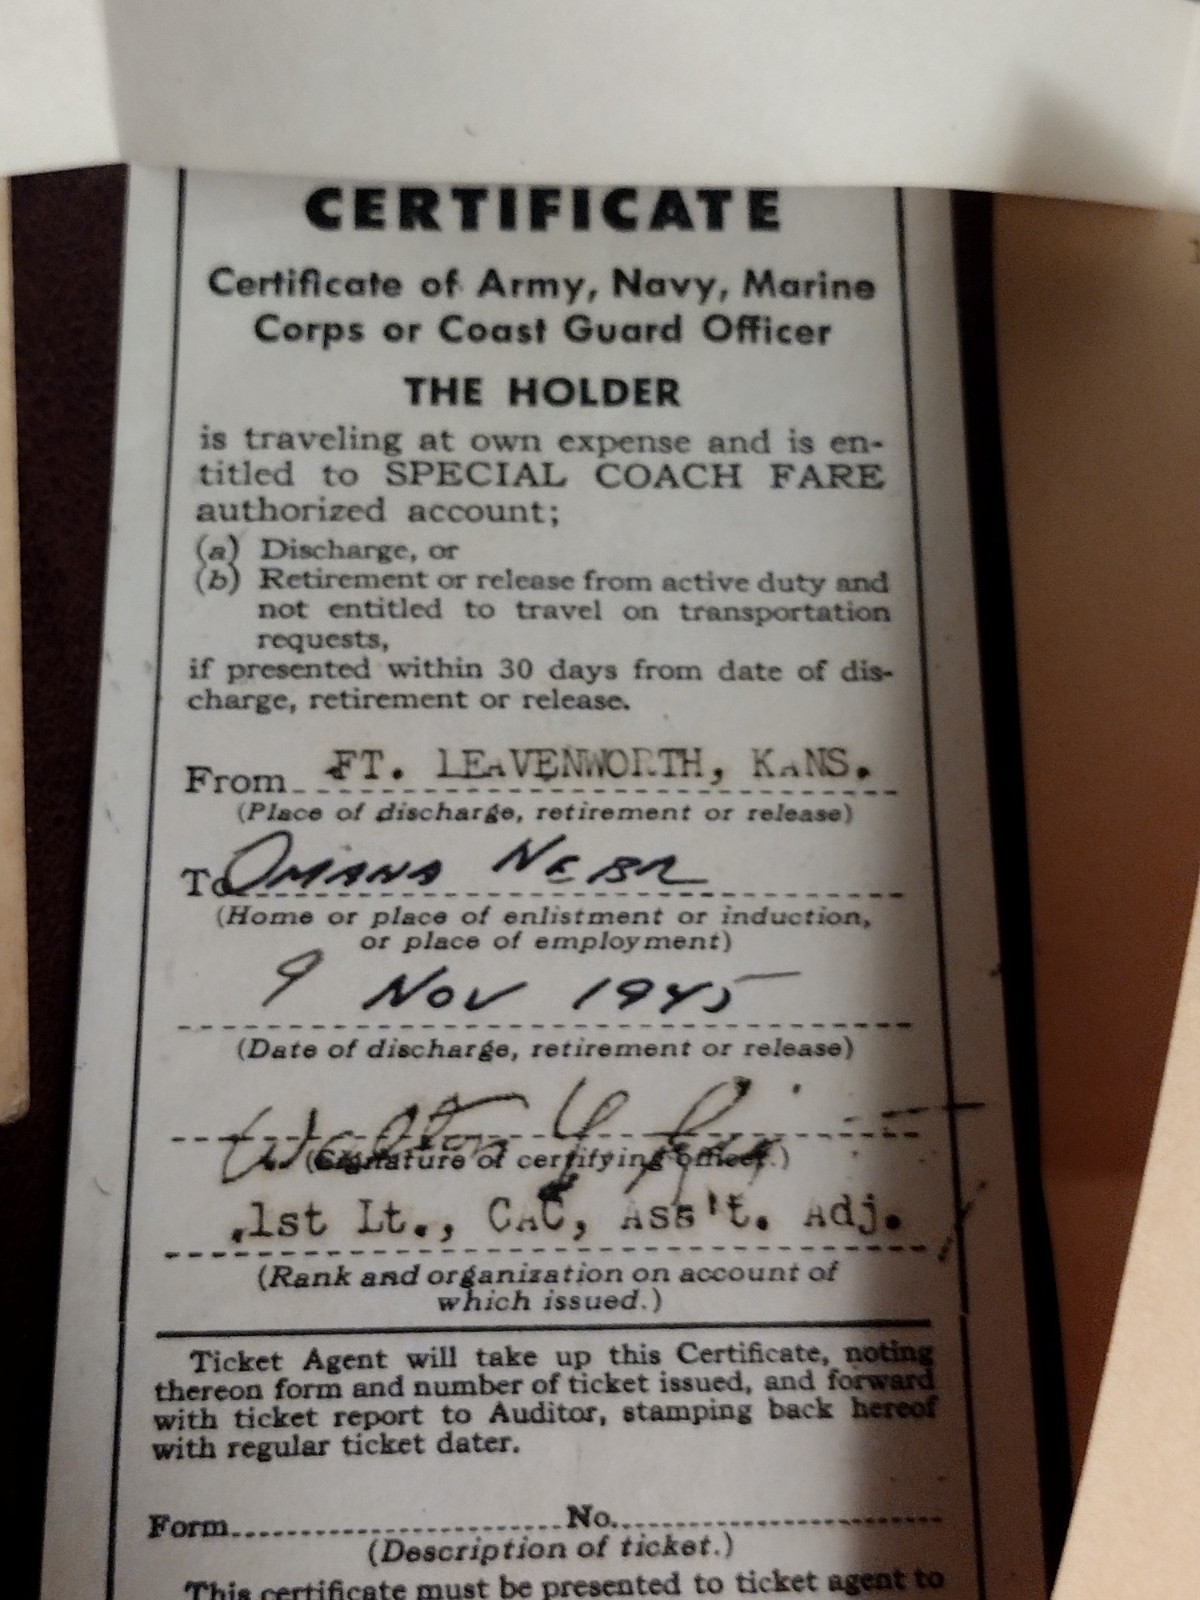 CERTIFICATE
Certificate of Army, Navy, Marine
Corps or Coast Guard Officer
THE HOLDER
is traveling at own expense and is en-
titled to SPECIAL COACH FARE
authorized account;
(a) Discharge, or
(b) Retirement or release from active duty and
not entitled to travel on transportation
requests,
if presented within 30 days from date of dis-
charge, retirement or release.
From FT. LEAVENWORTH, KANS.
(Place of discharge, retirement or release)
To OMAHA NEBR
(Home or place of enlistment or induction,
or place of employment)
9 NOV 1945
(Date of discharge, retirement or release)
Walton
(Signature of certifying officer.)
1st Lt., CAC, Ass't. Adj.
(Rank and organization on account of
which issued.)
Ticket Agent will take up this Certificate, noting
thereon form and number of ticket issued, and forward
with ticket report to Auditor, stamping back hereof
with regular ticket dater.
Form No.
(Description of ticket.)
This certificate must be presented to ticket agent to